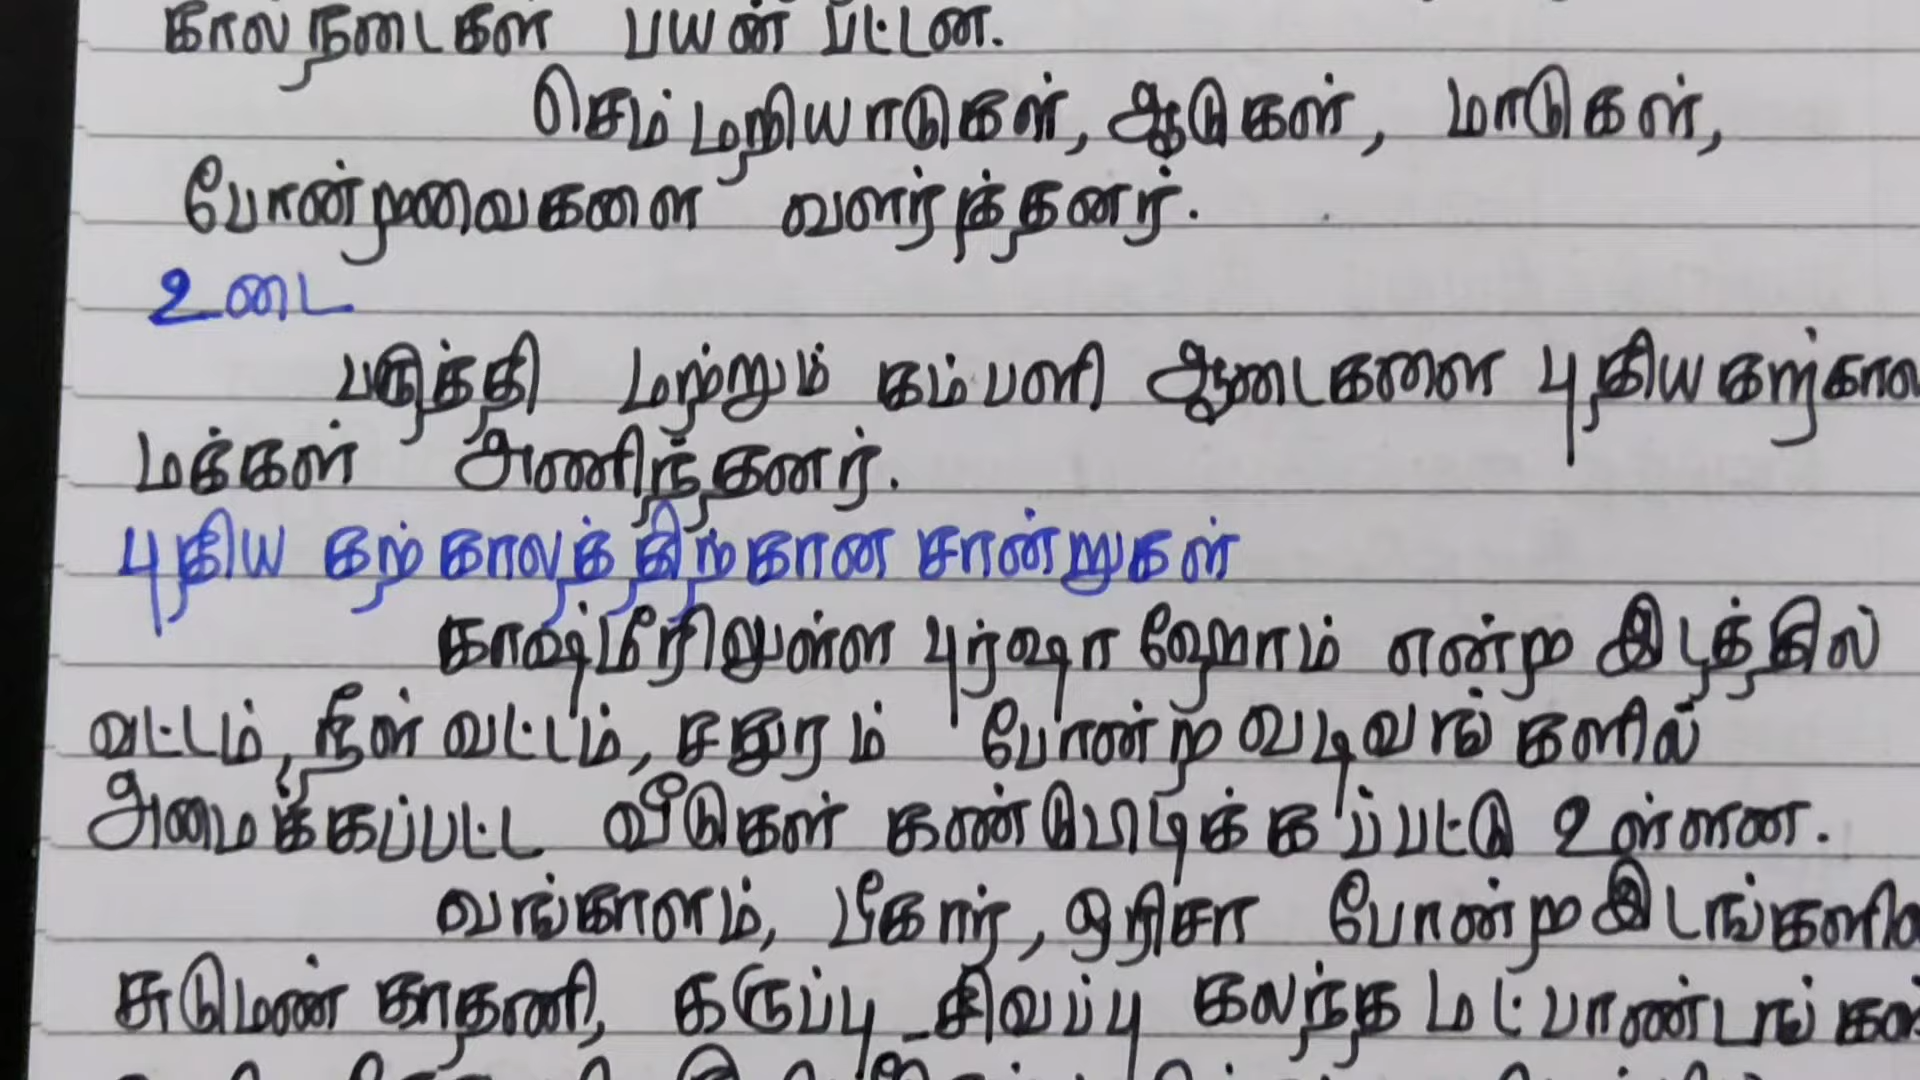 கால்நடைகள் பயன் பட்டன.
செம் மறியாடுகள், ஆடுகள், மாடுகள்,
போன்றவைகளை வளர்த்தனர்.
உடை
பருத்தி மற்றும் கம்பளி ஆடைகளை புதியகற்கால
மக்கள் அணிந்தனர்.
புதிய கற்காலத்திற்கான சான்றுகள்
காஷ்மீரிலுள்ள புர்ஷாஹோம் என்ற இடத்தில்
வட்டம், நீள் வட்டம், சதுரம் போன்ற வடிவங்களில்
அமைக்கப்பட்ட வீடுகள் கண்டுபிடிக்கப்பட்டு உள்ளன.
வங்காளம், பீகார், ஒரிசா போன்ற இடங்களில்
சுடுமண் காதணி, கருப்பு சிவப்பு கலந்த மட்பாண்டங்கள்